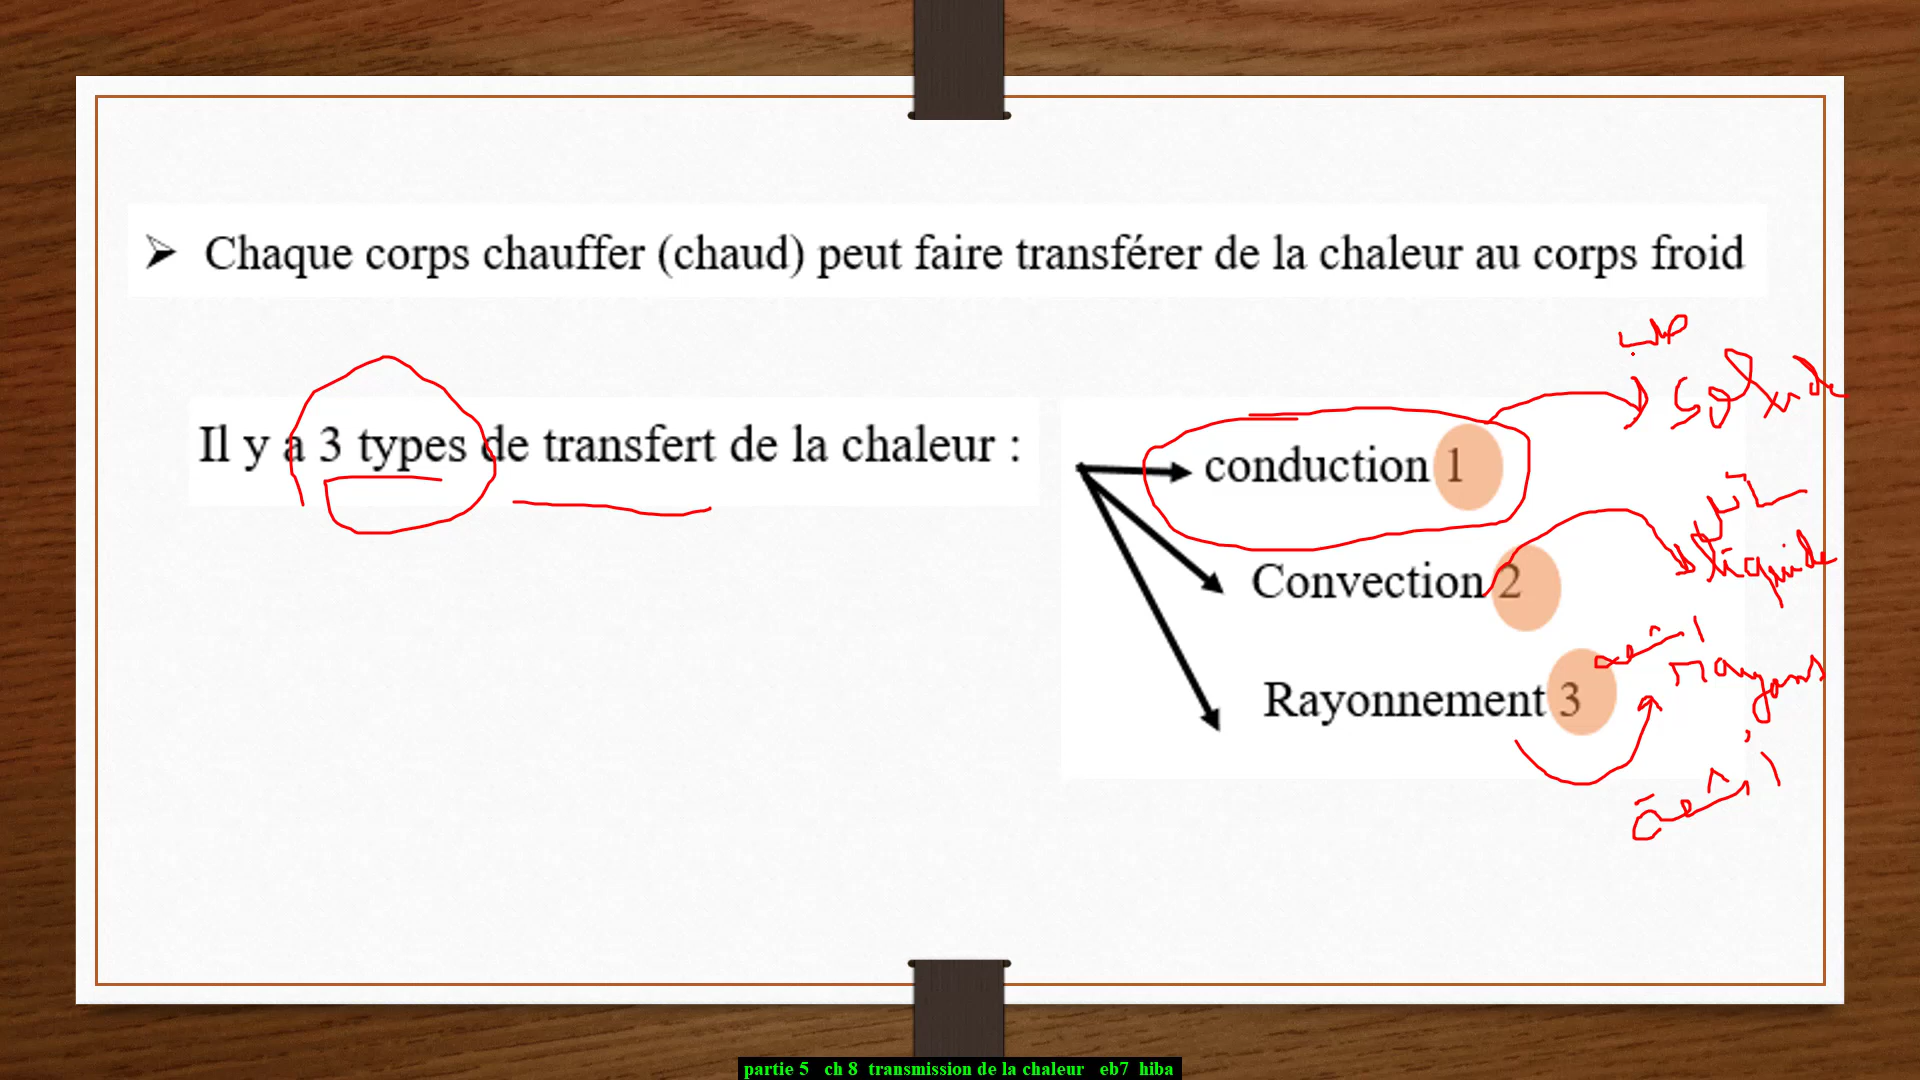 ➢ Chaque corps chauffer (chaud) peut faire transférer de la chaleur au corps froid
Il y a 3 types de transfert de la chaleur :
conduction 1
صلب
Solide
Convection 2
liquide
Rayonnement 3
rayons
أشعة
partie 5 ch 8 transmission de la chaleur eb7 hiba